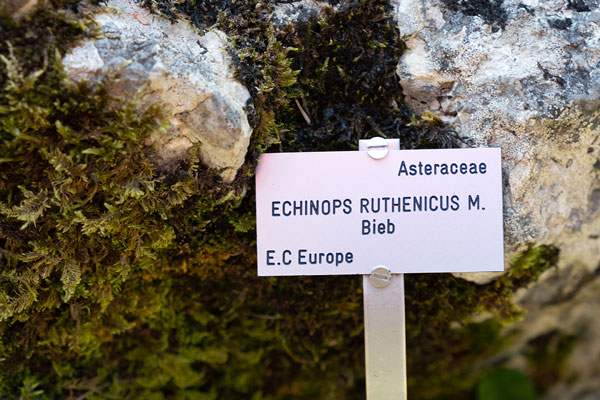 Asteraceae
ECHINOPS RUTHENICUS M.
Bieb
E.C Europe